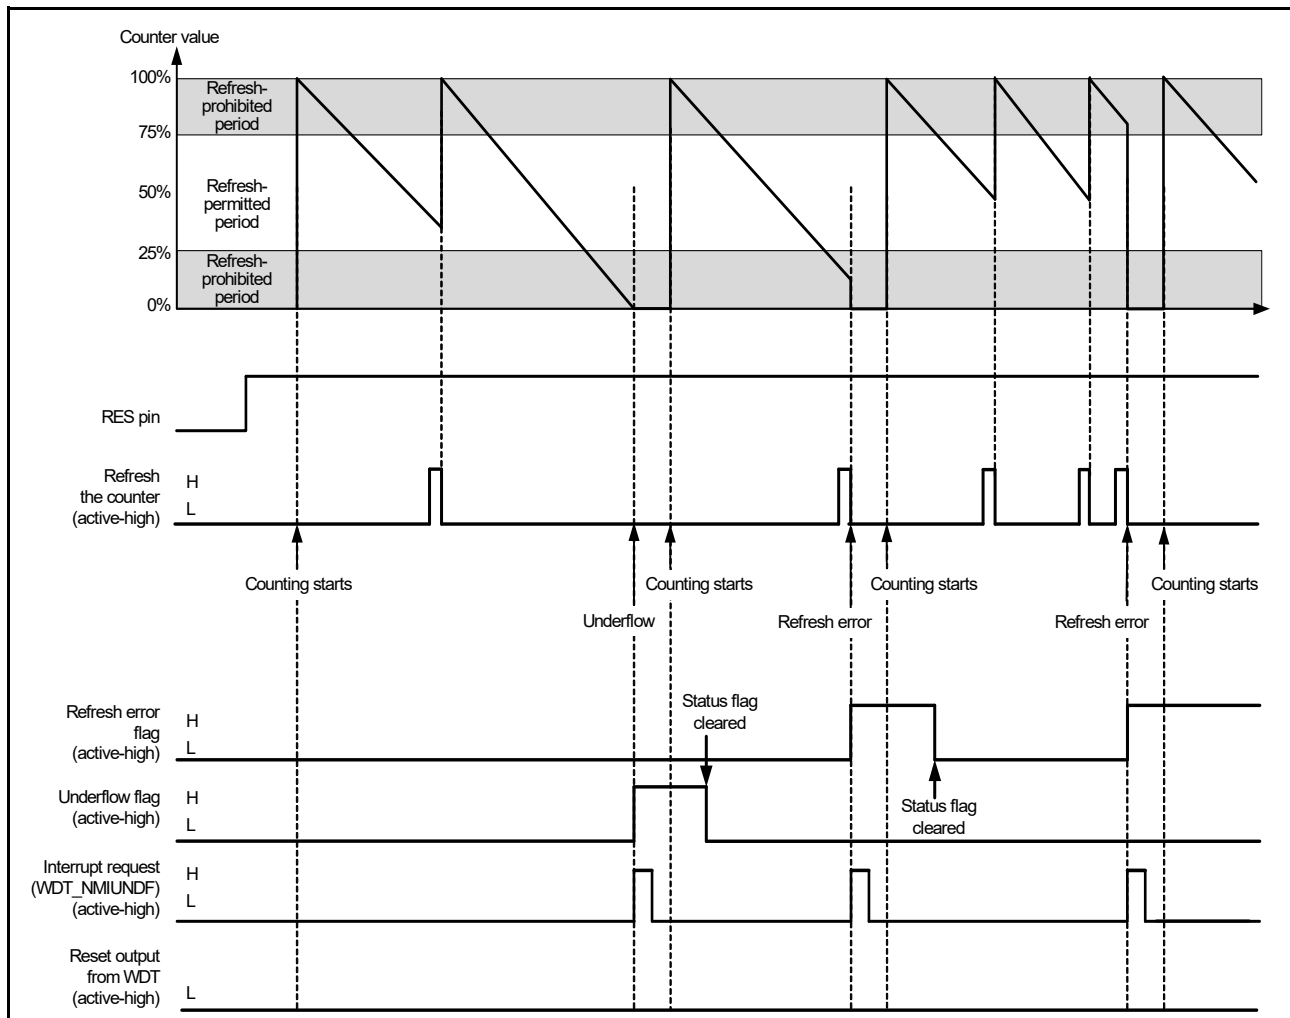 Counter value
100%
Refresh-
prohibited
period
75%
50%
Refresh-
permitted
period
25%
Refresh-
prohibited
period
0%
RES pin
Refresh
the counter
(active-high)
H
L
Counting starts
Counting starts
Counting starts
Counting starts
Underflow
Refresh error
Refresh error
Refresh error
flag
(active-high)
H
L
Status flag
cleared
Status flag
cleared
Underflow flag
(active-high)
H
L
Interrupt request
(WDT_NMIUNDF)
(active-high)
H
L
Reset output
from WDT
(active-high)
L